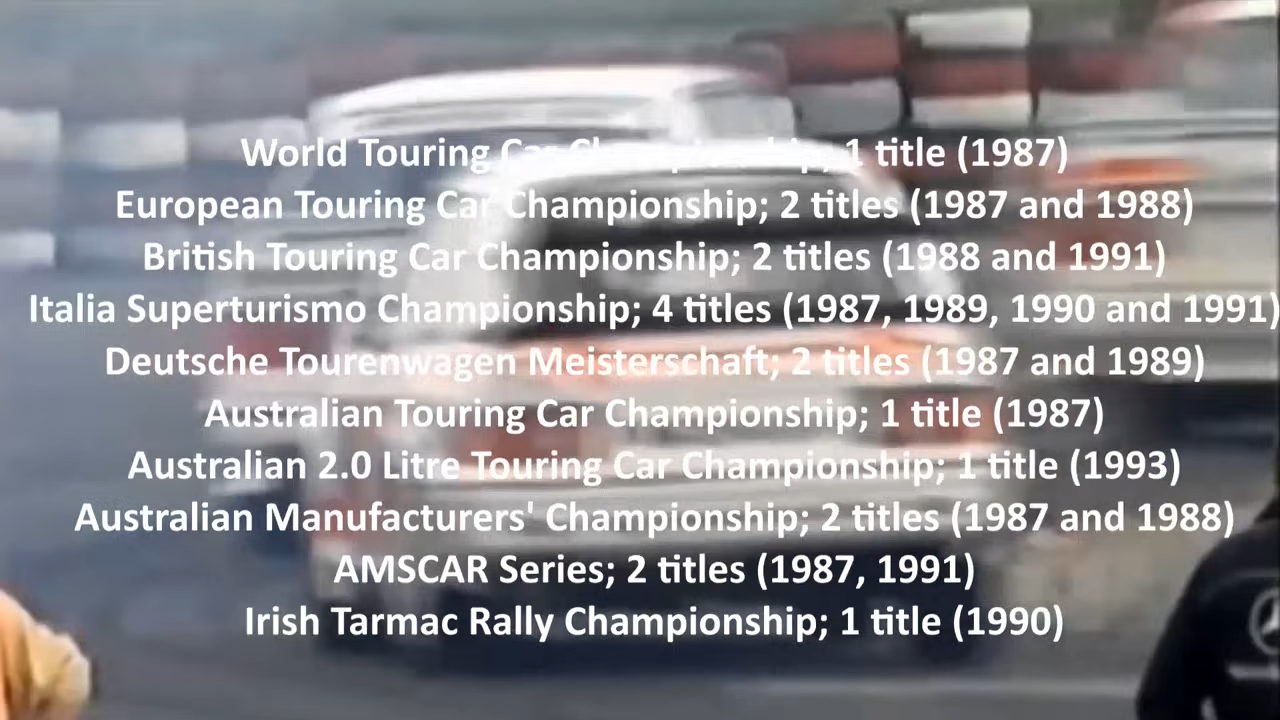 World Touring Car Championship; 1 title (1987)
European Touring Car Championship; 2 titles (1987 and 1988)
British Touring Car Championship; 2 titles (1988 and 1991)
Italia Superturismo Championship; 4 titles (1987, 1989, 1990 and 1991)
Deutsche Tourenwagen Meisterschaft; 2 titles (1987 and 1989)
Australian Touring Car Championship; 1 title (1987)
Australian 2.0 Litre Touring Car Championship; 1 title (1993)
Australian Manufacturers' Championship; 2 titles (1987 and 1988)
AMSCAR Series; 2 titles (1987, 1991)
Irish Tarmac Rally Championship; 1 title (1990)